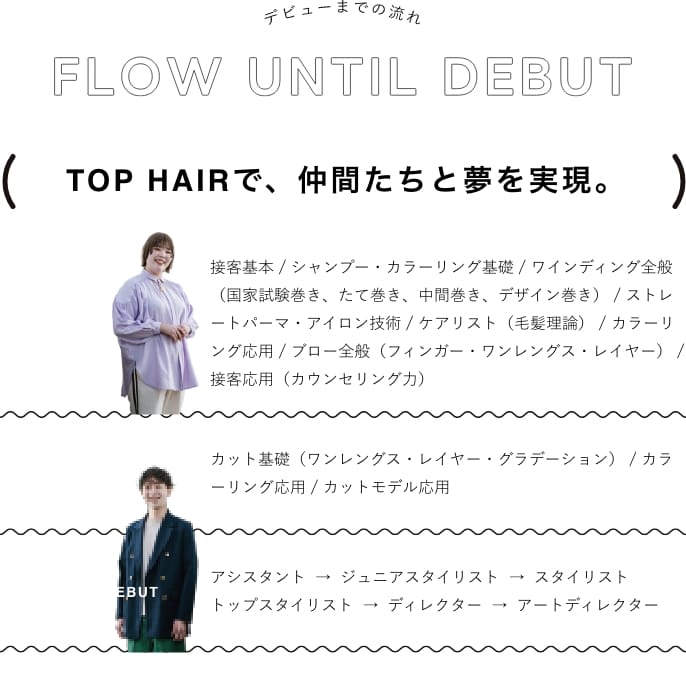 デビューまでの流れ
FLOW UNTIL DEBUT
TOP HAIRで、仲間たちと夢を実現。
接客基本 / シャンプー・カラーリング基礎 / ワインディング全般
（国家試験巻き、たて巻き、中間巻き、デザイン巻き） / ストレ
ートパーマ・アイロン技術 / ケアリスト（毛髪理論） / カラーリ
ング応用 / ブロー全般（フィンガー・ワンレングス・レイヤー） /
接客応用（カウンセリング力）
カット基礎（ワンレングス・レイヤー・グラデーション） / カラ
ーリング応用 / カットモデル応用
EBUT
アシスタント → ジュニアスタイリスト → スタイリスト
トップスタイリスト → ディレクター → アートディレクター